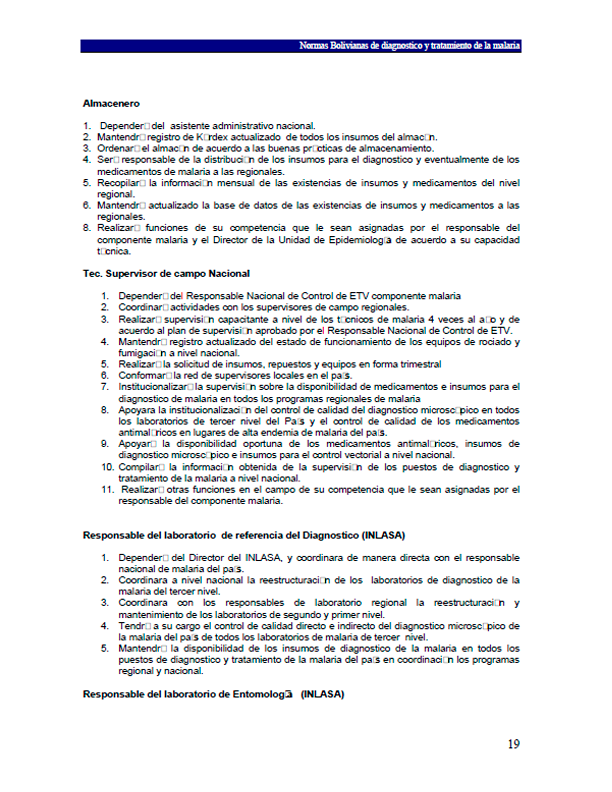 Normas Bolivianas de diagnostico y tratamiento de la malaria
Almacenero
1. Depender□ del asistente administrativo nacional.
2. Mantendr□ registro de K□rdex actualizado de todos los insumos del almac□n.
3. Ordenar□ el almac□n de acuerdo a las buenas pr□cticas de almacenamiento.
4. Ser□ responsable de la distribuci□n de los insumos para el diagnostico y eventualmente de los
medicamentos de malaria a las regionales.
5. Recopilar□ la informaci□n mensual de las existencias de insumos y medicamentos del nivel
regional.
6. Mantendr□ actualizado la base de datos de las existencias de insumos y medicamentos a las
regionales.
8. Realizar□ funciones de su competencia que le sean asignadas por el responsable del
componente malaria y el Director de la Unidad de Epidemiolog□a de acuerdo a su capacidad
t□cnica.
Tec. Supervisor de campo Nacional
1. Depender□ del Responsable Nacional de Control de ETV componente malaria
2. Coordinar□ actividades con los supervisores de campo regionales.
3. Realizar□ supervisi□n capacitante a nivel de los t□cnicos de malaria 4 veces al a□o y de
acuerdo al plan de supervisi□n aprobado por el Responsable Nacional de Control de ETV.
4. Mantendr□ registro actualizado del estado de funcionamiento de los equipos de rociado y
fumigaci□n a nivel nacional.
5. Realizar□ la solicitud de insumos, repuestos y equipos en forma trimestral
6. Conformar□ la red de supervisores locales en el pa□s.
7. Institucionalizar□ la supervisi□n sobre la disponibilidad de medicamentos e insumos para el
diagnostico de malaria en todos los programas regionales de malaria
8. Apoyara la institucionalizaci□n del control de calidad del diagnostico microsc□pico en todos
los laboratorios de tercer nivel del Pa□s y el control de calidad de los medicamentos
antimal□ricos en lugares de alta endemia de malaria del pa□s.
9. Apoyar□ la disponibilidad oportuna de los medicamentos antimal□ricos, insumos de
diagnostico microsc□pico e insumos para el control vectorial a nivel nacional.
10. Compilar□ la informaci□n obtenida de la supervisi□n de los puestos de diagnostico y
tratamiento de la malaria a nivel nacional.
11. Realizar□ otras funciones en el campo de su competencia que le sean asignadas por el
responsable del componente malaria.
Responsable del laboratorio de referencia del Diagnostico (INLASA)
1. Depender□ del Director del INLASA, y coordinara de manera directa con el responsable
nacional de malaria del pa□s.
2. Coordinara a nivel nacional la reestructuraci□n de los laboratorios de diagnostico de la
malaria del tercer nivel.
3. Coordinara con los responsables de laboratorio regional la reestructuraci□n y
mantenimiento de los laboratorios de segundo y primer nivel.
4. Tendr□ a su cargo el control de calidad directo e indirecto del diagnostico microsc□pico de
la malaria del pa□s de todos los laboratorios de malaria de tercer nivel.
5. Mantendr□ la disponibilidad de los insumos de diagnostico de la malaria en todos los
puestos de diagnostico y tratamiento de la malaria del pa□s en coordinaci□n los programas
regional y nacional.
Responsable del laboratorio de Entomolog□a (INLASA)
19